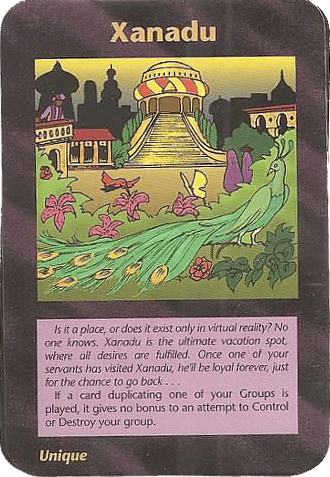 Xanadu
Is it a place, or does it exist only in virtual reality? No
one knows. Xanadu is the ultimate vacation spot,
where all desires are fulfilled. Once one of your
servants has visited Xanadu, he'll be loyal forever, just
for the chance to go back . . .
If a card duplicating one of your Groups is
played, it gives no bonus to an attempt to Control
or Destroy your group.
Unique